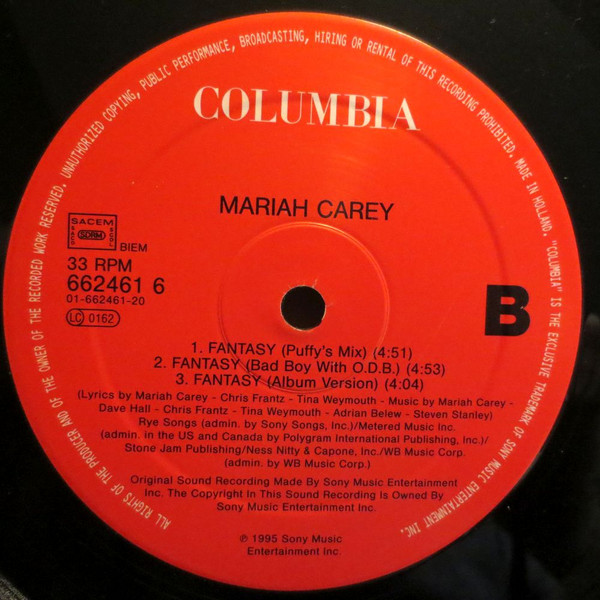 ALL RIGHTS OF THE PRODUCER AND OF THE OWNER OF THE RECORDED WORK RESERVED. UNAUTHORIZED COPYING, PUBLIC PERFORMANCE, BROADCASTING, HIRING OR RENTAL OF THIS RECORDING PROHIBITED. MADE IN HOLLAND. "COLUMBIA" IS THE EXCLUSIVE TRADEMARK OF SONY MUSIC ENTERTAINMENT INC.
COLUMBIA
MARIAH CAREY
SACEM
SACD SDRM SCGL
BIEM
33 RPM
662461 6
01-662461-20
LC 0162
B
1. FANTASY (Puffy's Mix) (4:51)
2. FANTASY (Bad Boy With O.D.B.) (4:53)
3. FANTASY (Album Version) (4:04)
(Lyrics by Mariah Carey - Chris Frantz - Tina Weymouth - Music by Mariah Carey -
Dave Hall - Chris Frantz - Tina Weymouth - Adrian Belew - Steven Stanley)
Rye Songs (admin. by Sony Songs, Inc.)/Metered Music Inc.
(admin. in the US and Canada by Polygram International Publishing, Inc.)/
Stone Jam Publishing/Ness Nitty & Capone, Inc./WB Music Corp.
(admin. by WB Music Corp.)
Original Sound Recording Made By Sony Music Entertainment
Inc. The Copyright In This Sound Recording Is Owned By
Sony Music Entertainment Inc.
℗ 1995 Sony Music
Entertainment Inc.